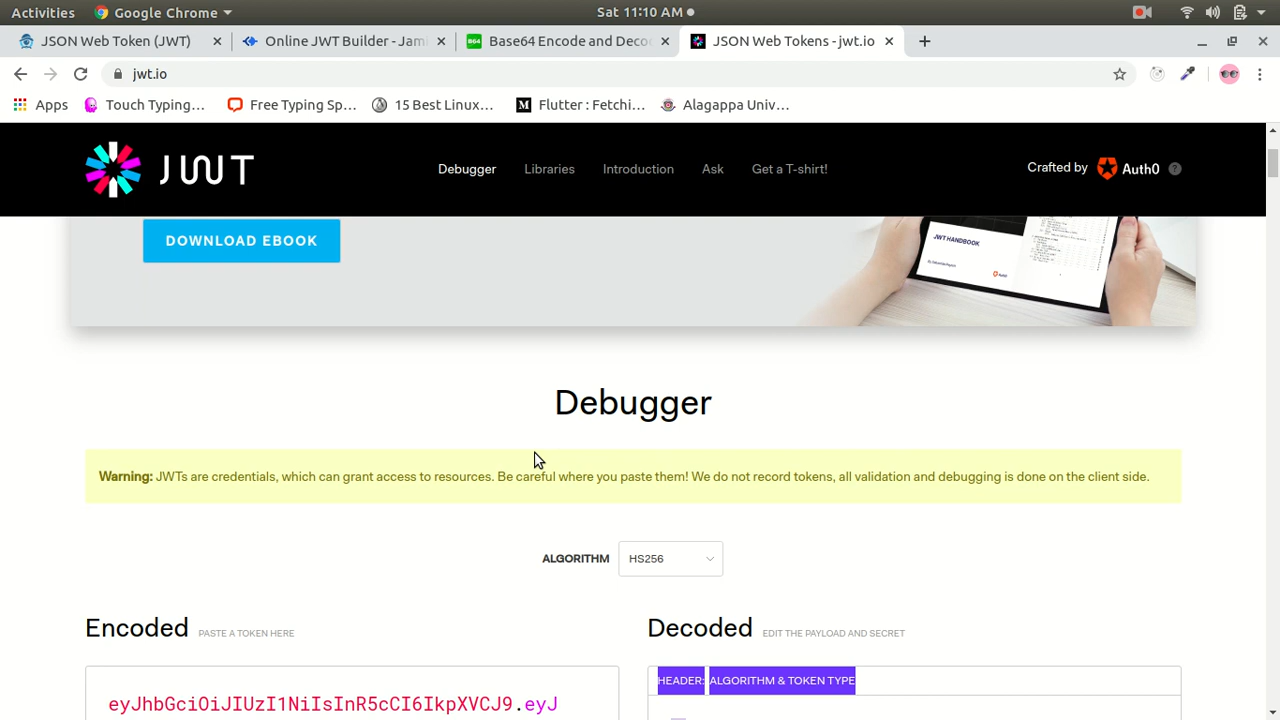 Activities Google Chrome Sat 11:10 AM
JSON Web Token (JWT) Online JWT Builder - Jami Base64 Encode and Deco JSON Web Tokens - jwt.io
jwt.io
Apps Touch Typing... Free Typing Sp... 15 Best Linux... Flutter : Fetchi... Alagappa Univ...
JWT Debugger Libraries Introduction Ask Get a T-shirt! Crafted by Auth0
DOWNLOAD EBOOK
JWT HANDBOOK
Debugger
Warning: JWTs are credentials, which can grant access to resources. Be careful where you paste them! We do not record tokens, all validation and debugging is done on the client side.
ALGORITHM HS256
Encoded PASTE A TOKEN HERE
Decoded EDIT THE PAYLOAD AND SECRET
HEADER: ALGORITHM & TOKEN TYPE
eyJhbGciOiJIUzI1NiIsInR5cCI6IkpXVCJ9.eyJ